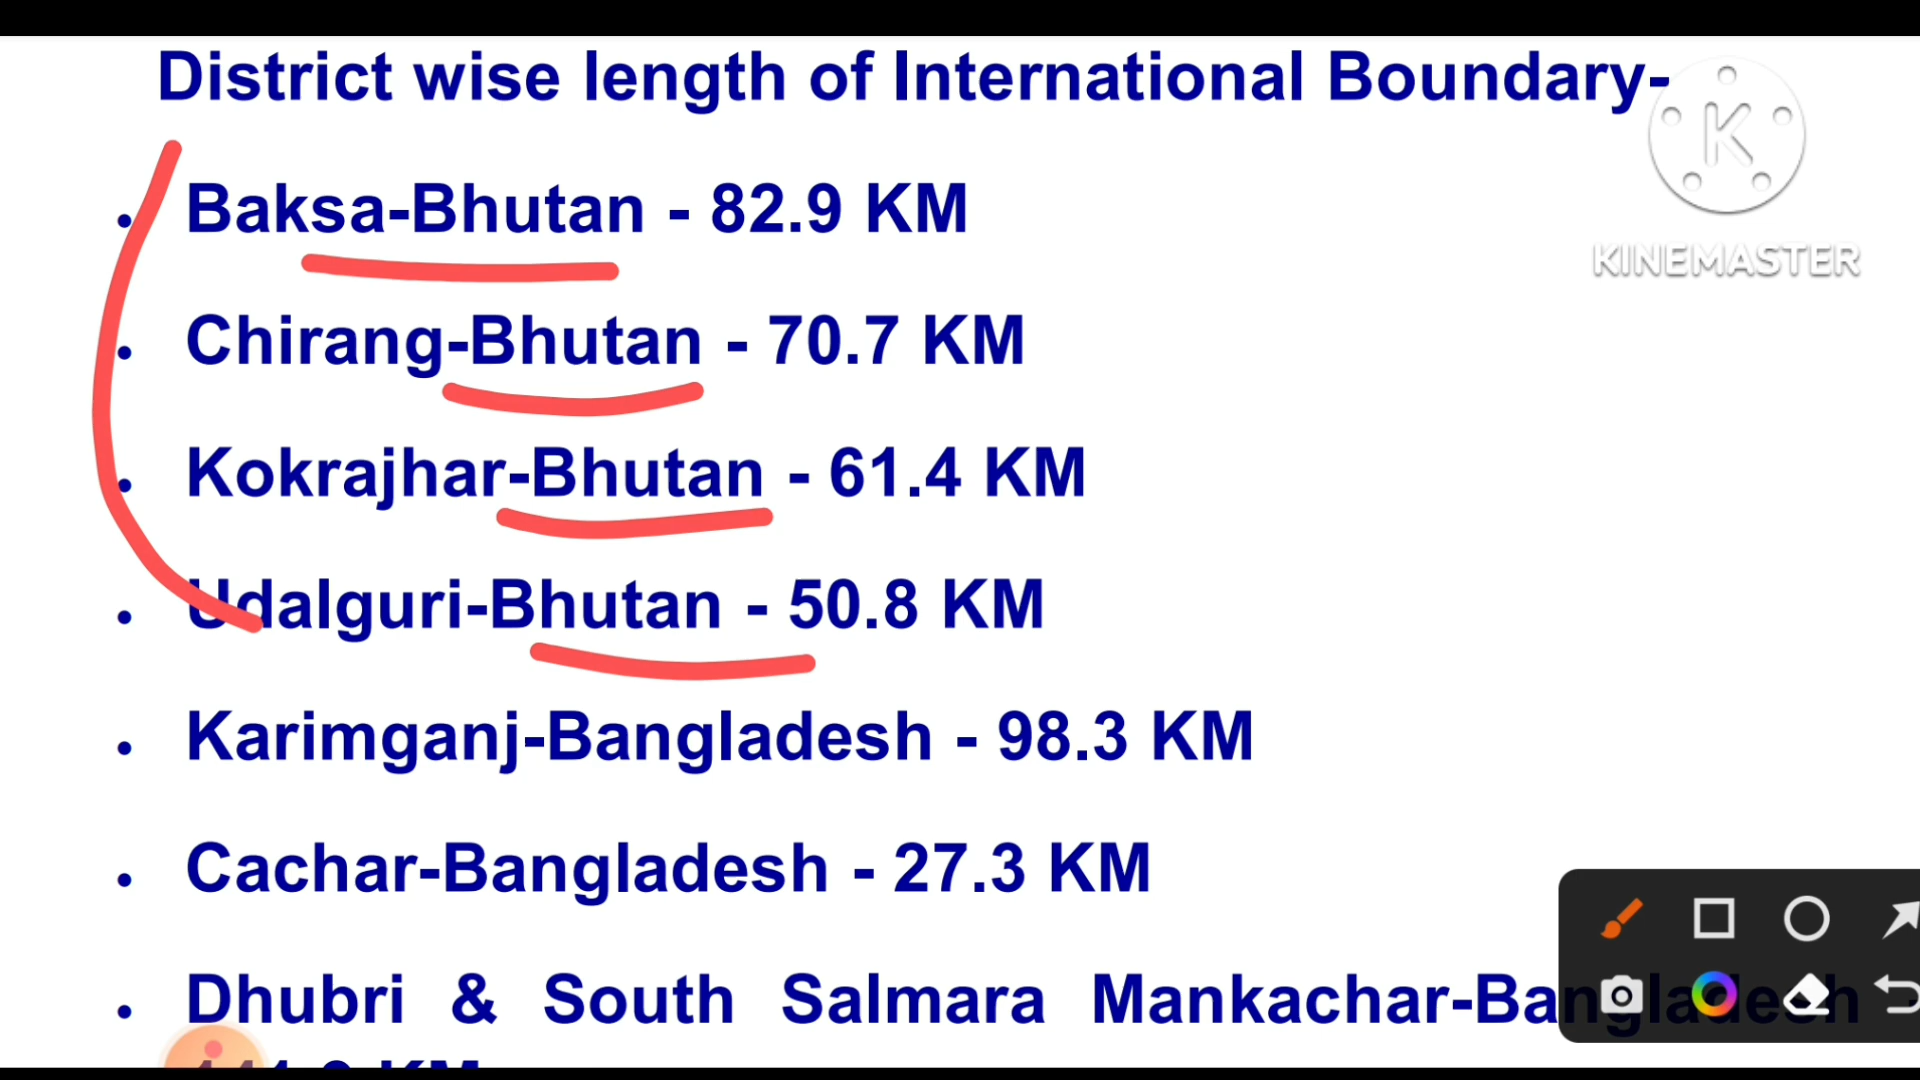 District wise length of International Boundary-
K
KINEMASTER
• Baksa-Bhutan - 82.9 KM
• Chirang-Bhutan - 70.7 KM
• Kokrajhar-Bhutan - 61.4 KM
• Udalguri-Bhutan - 50.8 KM
• Karimganj-Bangladesh - 98.3 KM
• Cachar-Bangladesh - 27.3 KM
• Dhubri & South Salmara Mankachar-Bangladesh
KM